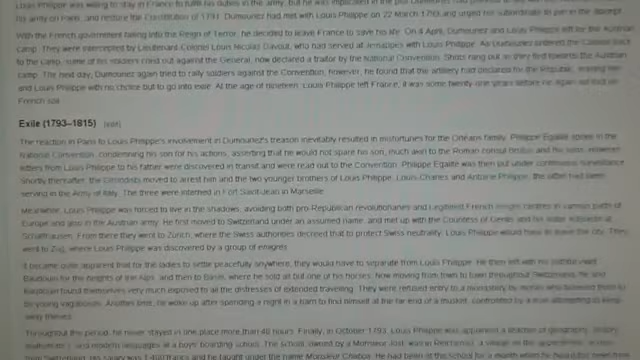 Louis Philippe was willing to stay in France to fulfill his duties in the army, but he was implicated in the plot Dumouriez had
his army on Paris, and restore the Constitution of 1791. Dumouriez had met with Louis Philippe on 22 March 1793 and urged his subordinate to join in the attempt.
With the French government falling into the Reign of Terror, he decided to leave France to save his life. On 4 April, Dumouriez and Louis Philippe left for the Austrian
camp. They were intercepted by Lieutenant-Colonel Louis-Nicolas Davout, who had served at Jemappes with Louis Philippe. As Dumouriez ordered the Colonel back
to the camp, some of his soldiers cried out against the General, now declared a traitor by the National Convention. Shots rang out as they fled towards the Austrian
camp. The next day, Dumouriez again tried to rally soldiers against the Convention; however, he found that the artillery had declared for the Republic, leaving him
and Louis Philippe with no choice but to go into exile. At the age of nineteen, Louis Philippe left France; it was some twenty-one years before he again set foot on
French soil.
Exile (1793–1815) [edit]
The reaction in Paris to Louis Philippe's involvement in Dumouriez's treason inevitably resulted in misfortunes for the Orléans family. Philippe Égalité spoke in the
National Convention, condemning his son for his actions, asserting that he would not spare his son, much akin to the Roman consul Brutus and his sons. However,
letters from Louis Philippe to his father were discovered in transit and were read out to the Convention. Philippe Égalité was then put under continuous surveillance.
Shortly thereafter, the Girondists moved to arrest him and the two younger brothers of Louis Philippe, Louis-Charles and Antoine Philippe; the latter had been
serving in the Army of Italy. The three were interned in Fort Saint-Jean in Marseille.
Meanwhile, Louis Philippe was forced to live in the shadows, avoiding both pro-Republican revolutionaries and Legitimist French émigré centres in various parts of
Europe and also in the Austrian army. He first moved to Switzerland under an assumed name, and met up with the Countess of Genlis and his sister Adélaïde at
Schaffhausen. From there they went to Zürich, where the Swiss authorities decreed that to protect Swiss neutrality, Louis Philippe would have to leave the city. They
went to Zug, where Louis Philippe was discovered by a group of émigrés.
It became quite apparent that for the ladies to settle peacefully anywhere, they would have to separate from Louis Philippe. He then left with his faithful valet
Baudouin for the heights of the Alps, and then to Basel, where he sold all but one of his horses. Now moving from town to town throughout Switzerland, he and
Baudouin found themselves very much exposed to all the distresses of extended travelling. They were refused entry to a monastery by monks who believed them to
be young vagabonds. Another time, he woke up after spending a night in a barn to find himself at the far end of a musket, confronted by a man attempting to keep
away thieves.
Throughout this period, he never stayed in one place more than 48 hours. Finally, in October 1793, Louis Philippe was appointed a teacher of geography, history,
mathematics and modern languages, at a boys' boarding school. The school, owned by a Monsieur Jost, was in Reichenau, a village on the